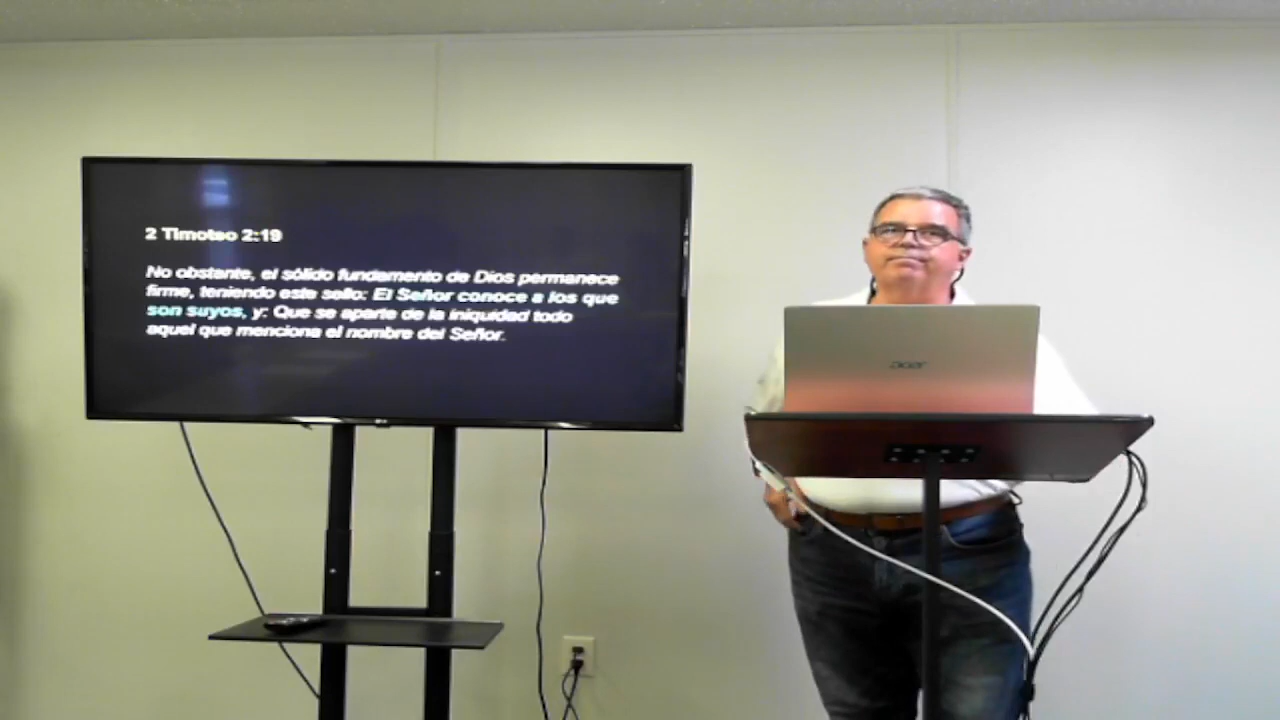 2 Timoteo 2:19
No obstante, el sólido fundamento de Dios permanece
firme, teniendo este sello: El Señor conoce a los que
son suyos, y: Que se aparte de la iniquidad todo
aquel que menciona el nombre del Señor.
LG
acer